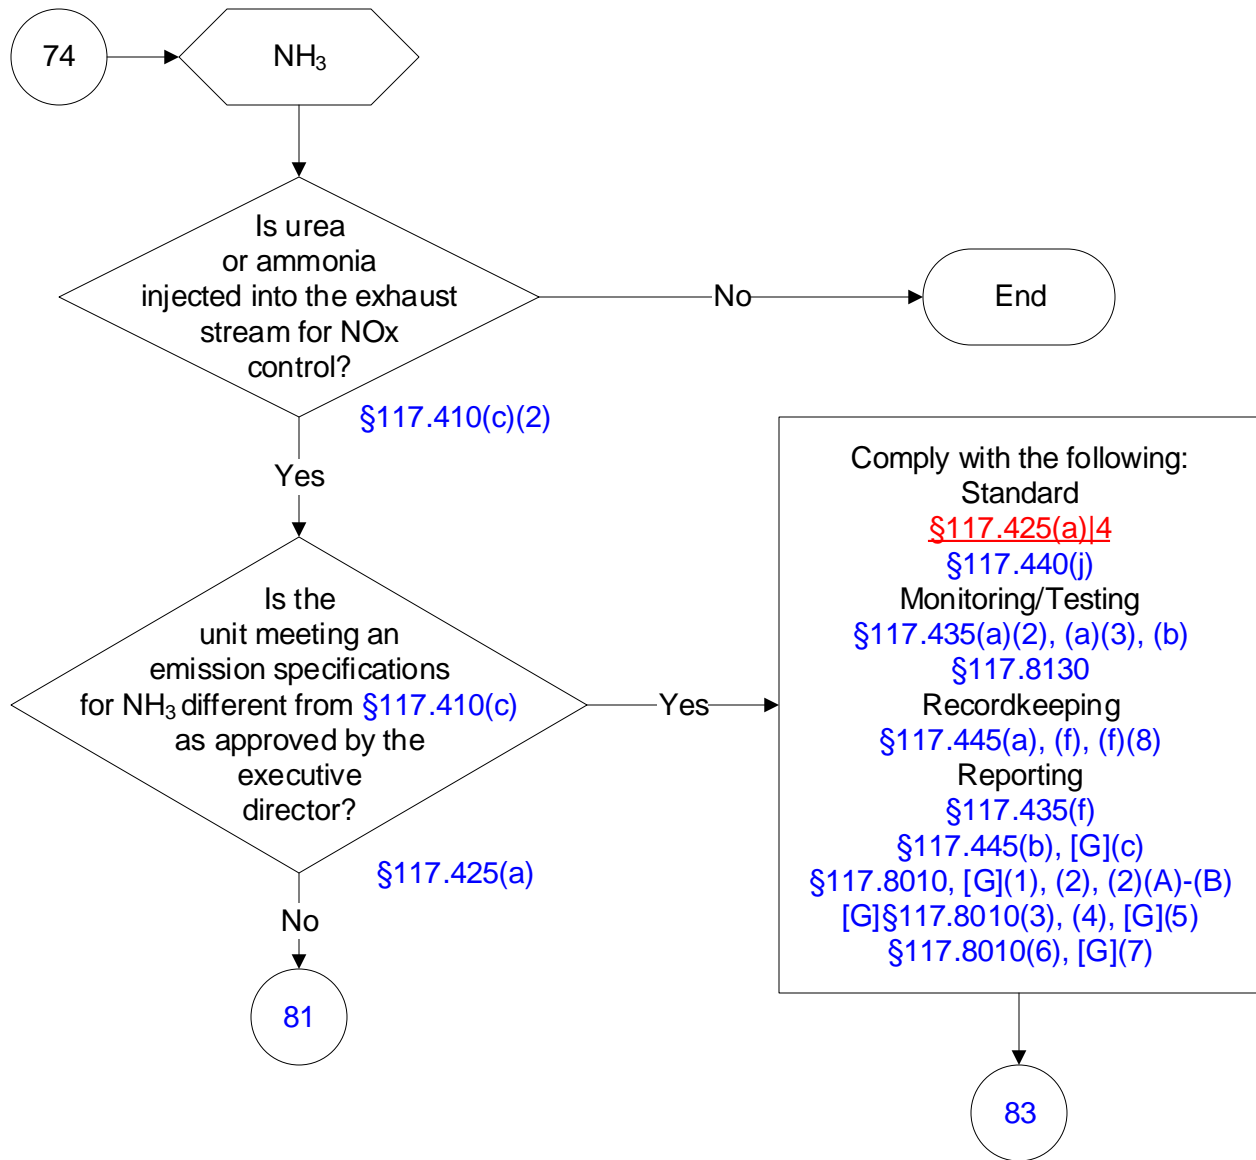 74
NH₃
Is urea
or ammonia
injected into the exhaust
stream for NOx
control?
No
End
§117.410(c)(2)
Yes
Is the
unit meeting an
emission specifications
for NH₃ different from §117.410(c)
as approved by the
executive
director?
Yes
§117.425(a)
No
81
Comply with the following:
Standard
§117.425(a)|4
§117.440(j)
Monitoring/Testing
§117.435(a)(2), (a)(3), (b)
§117.8130
Recordkeeping
§117.445(a), (f), (f)(8)
Reporting
§117.435(f)
§117.445(b), [G](c)
§117.8010, [G](1), (2), (2)(A)-(B)
[G]§117.8010(3), (4), [G](5)
§117.8010(6), [G](7)
83